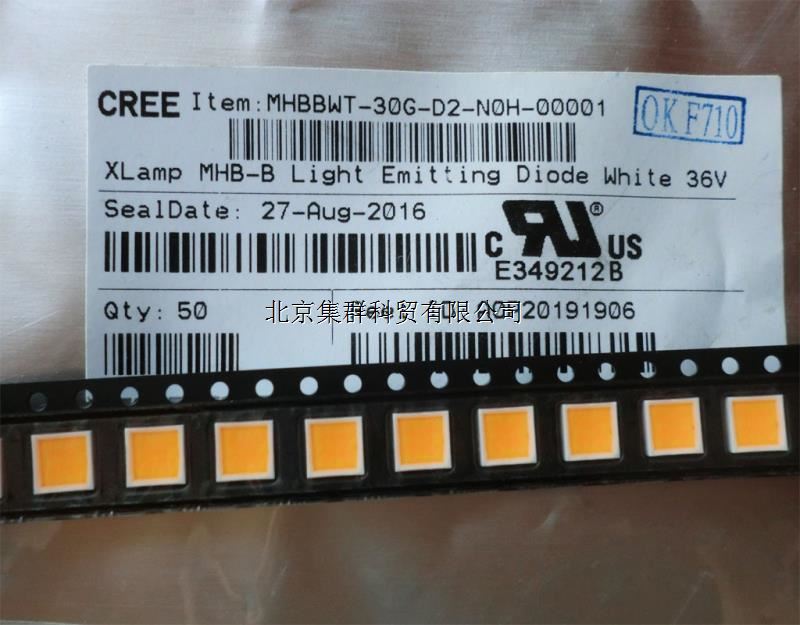 CREE Item:MHBBWT-30G-D2-N0H-00001
OK F710
XLamp MHB-B Light Emitting Diode White 36V
SealDate: 27-Aug-2016
C RU ® US
E349212B
Qty: 50
20191906
北京集群科贸有限公司